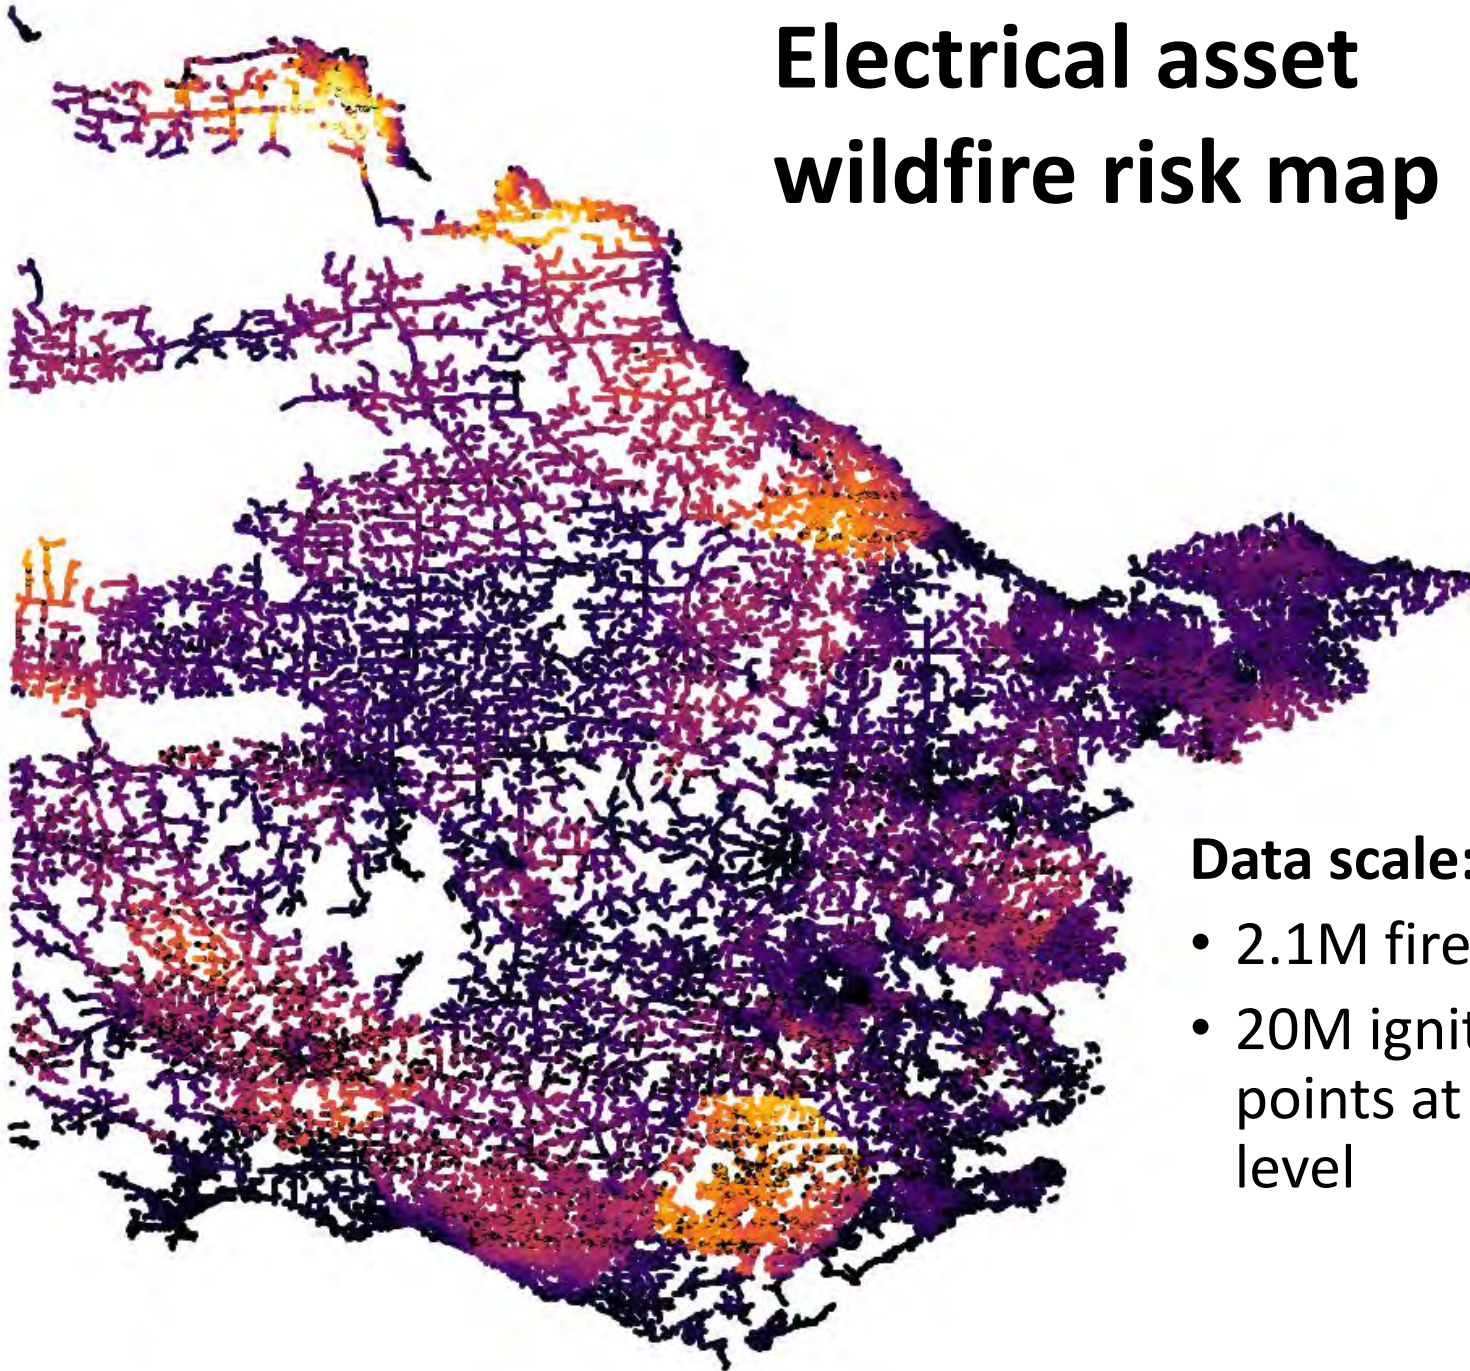 Electrical asset
wildfire risk map
Data scale:
• 2.1M fire
• 20M
points at
level